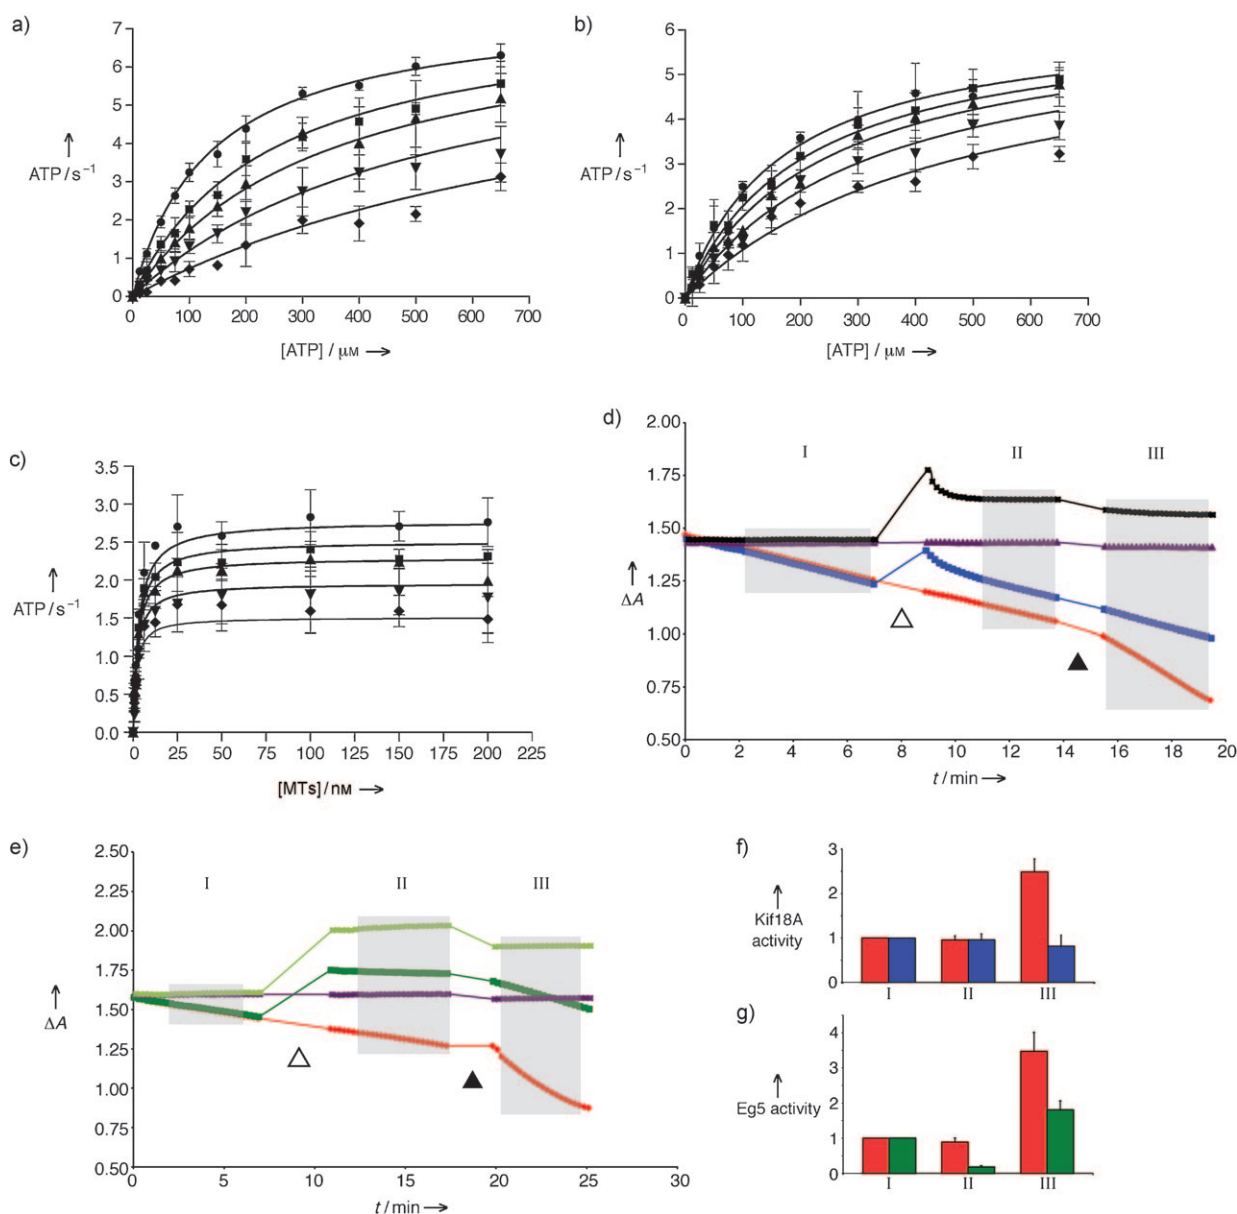 a)
7
6
5
4
3
2
1
0
ATP/s⁻¹
0 100 200 300 400 500 600 700
[ATP] / μM
b)
6
5
4
3
2
1
0
ATP/s⁻¹
0 100 200 300 400 500 600 700
[ATP] / μM
c)
3.5
3.0
2.5
2.0
1.5
1.0
0.5
0.0
ATP/s⁻¹
0 25 50 75 100 125 150 175 200 225
[MTs]/nM
d)
2.00
1.75
1.50
1.25
1.00
0.75
0.50
ΔA
I II III
0 2 4 6 8 10 12 14 16 18 20
t/min
e)
2.50
2.25
2.00
1.75
1.50
1.25
1.00
0.50
ΔA
I II III
0 5 10 15 20 25 30
t/min
f)
3
2
1
0
Kif18A
activity
I II III
g)
4
2
1
0
Eg5 activity
I II III